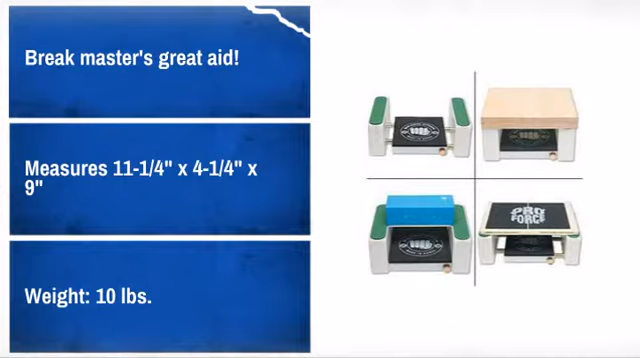 Break master's great aid!
Measures 11-1/4" x 4-1/4" x
9"
Weight: 10 lbs.
PRO
FORCE